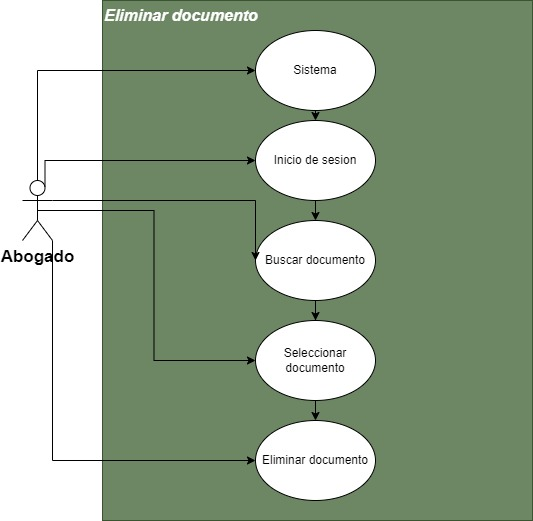 Eliminar documento
Sistema
Inicio de sesion
Abogado
Buscar documento
Seleccionar
documento
Eliminar documento